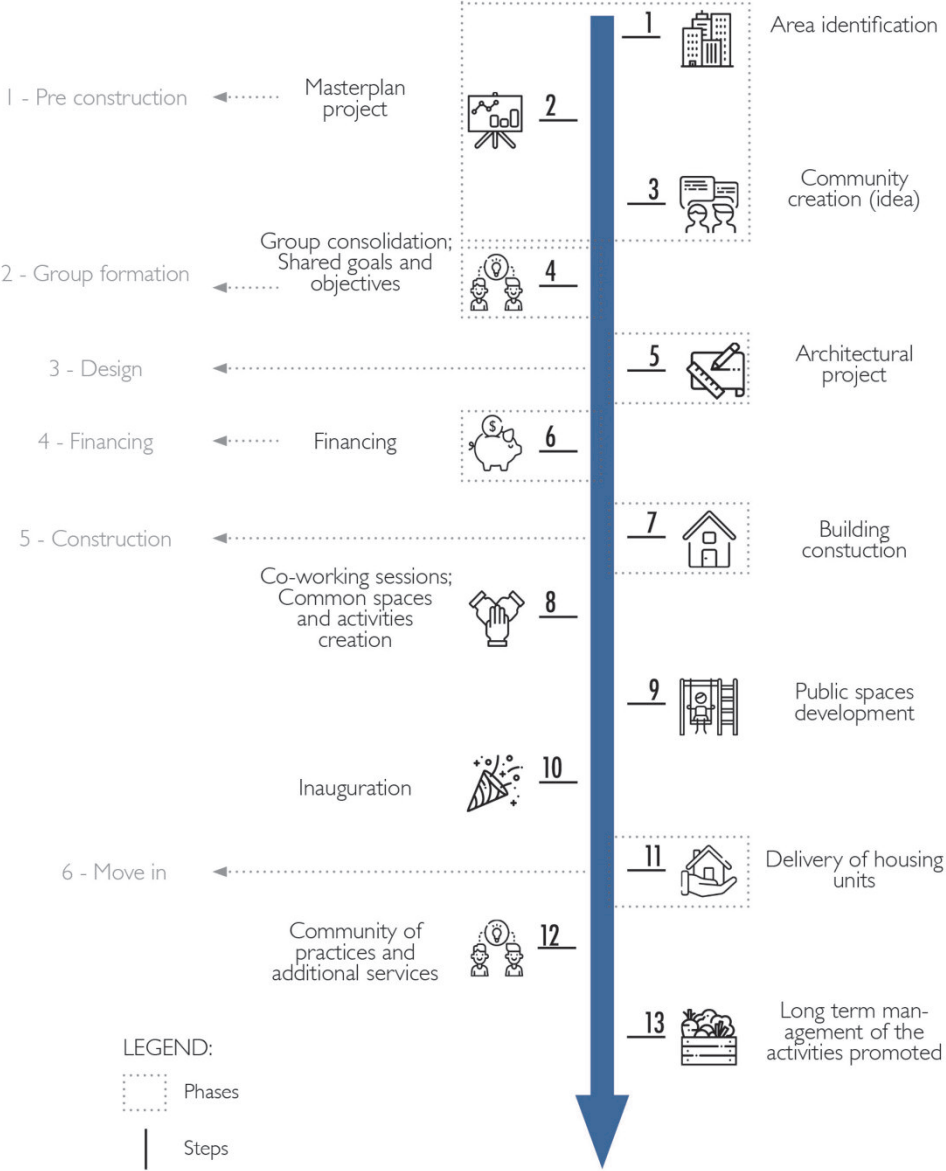 1
Area identification
1 - Pre construction
Masterplan
project
2
3
Community
creation (idea)
2 - Group formation
Group consolidation;
Shared goals and
objectives
4
3 - Design
5
Architectural
project
4 - Financing
Financing
6
$
5 - Construction
7
Building
constuction
Co-working sessions;
Common spaces
and activities
creation
8
9
Public spaces
development
Inauguration
10
6 - Move in
11
Delivery of housing
units
Community of
practices and
additional services
12
13
Long term man-
agement of the
activities promoted
LEGEND:
Phases
Steps